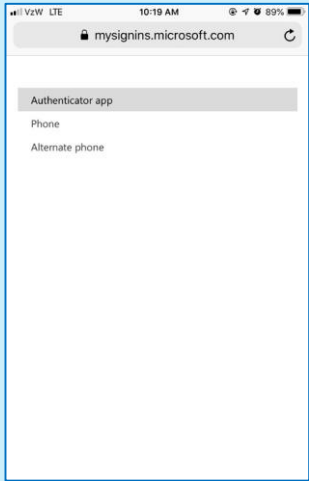 VzW LTE 10:19 AM 89%
mysignins.microsoft.com
Authenticator app
Phone
Alternate phone